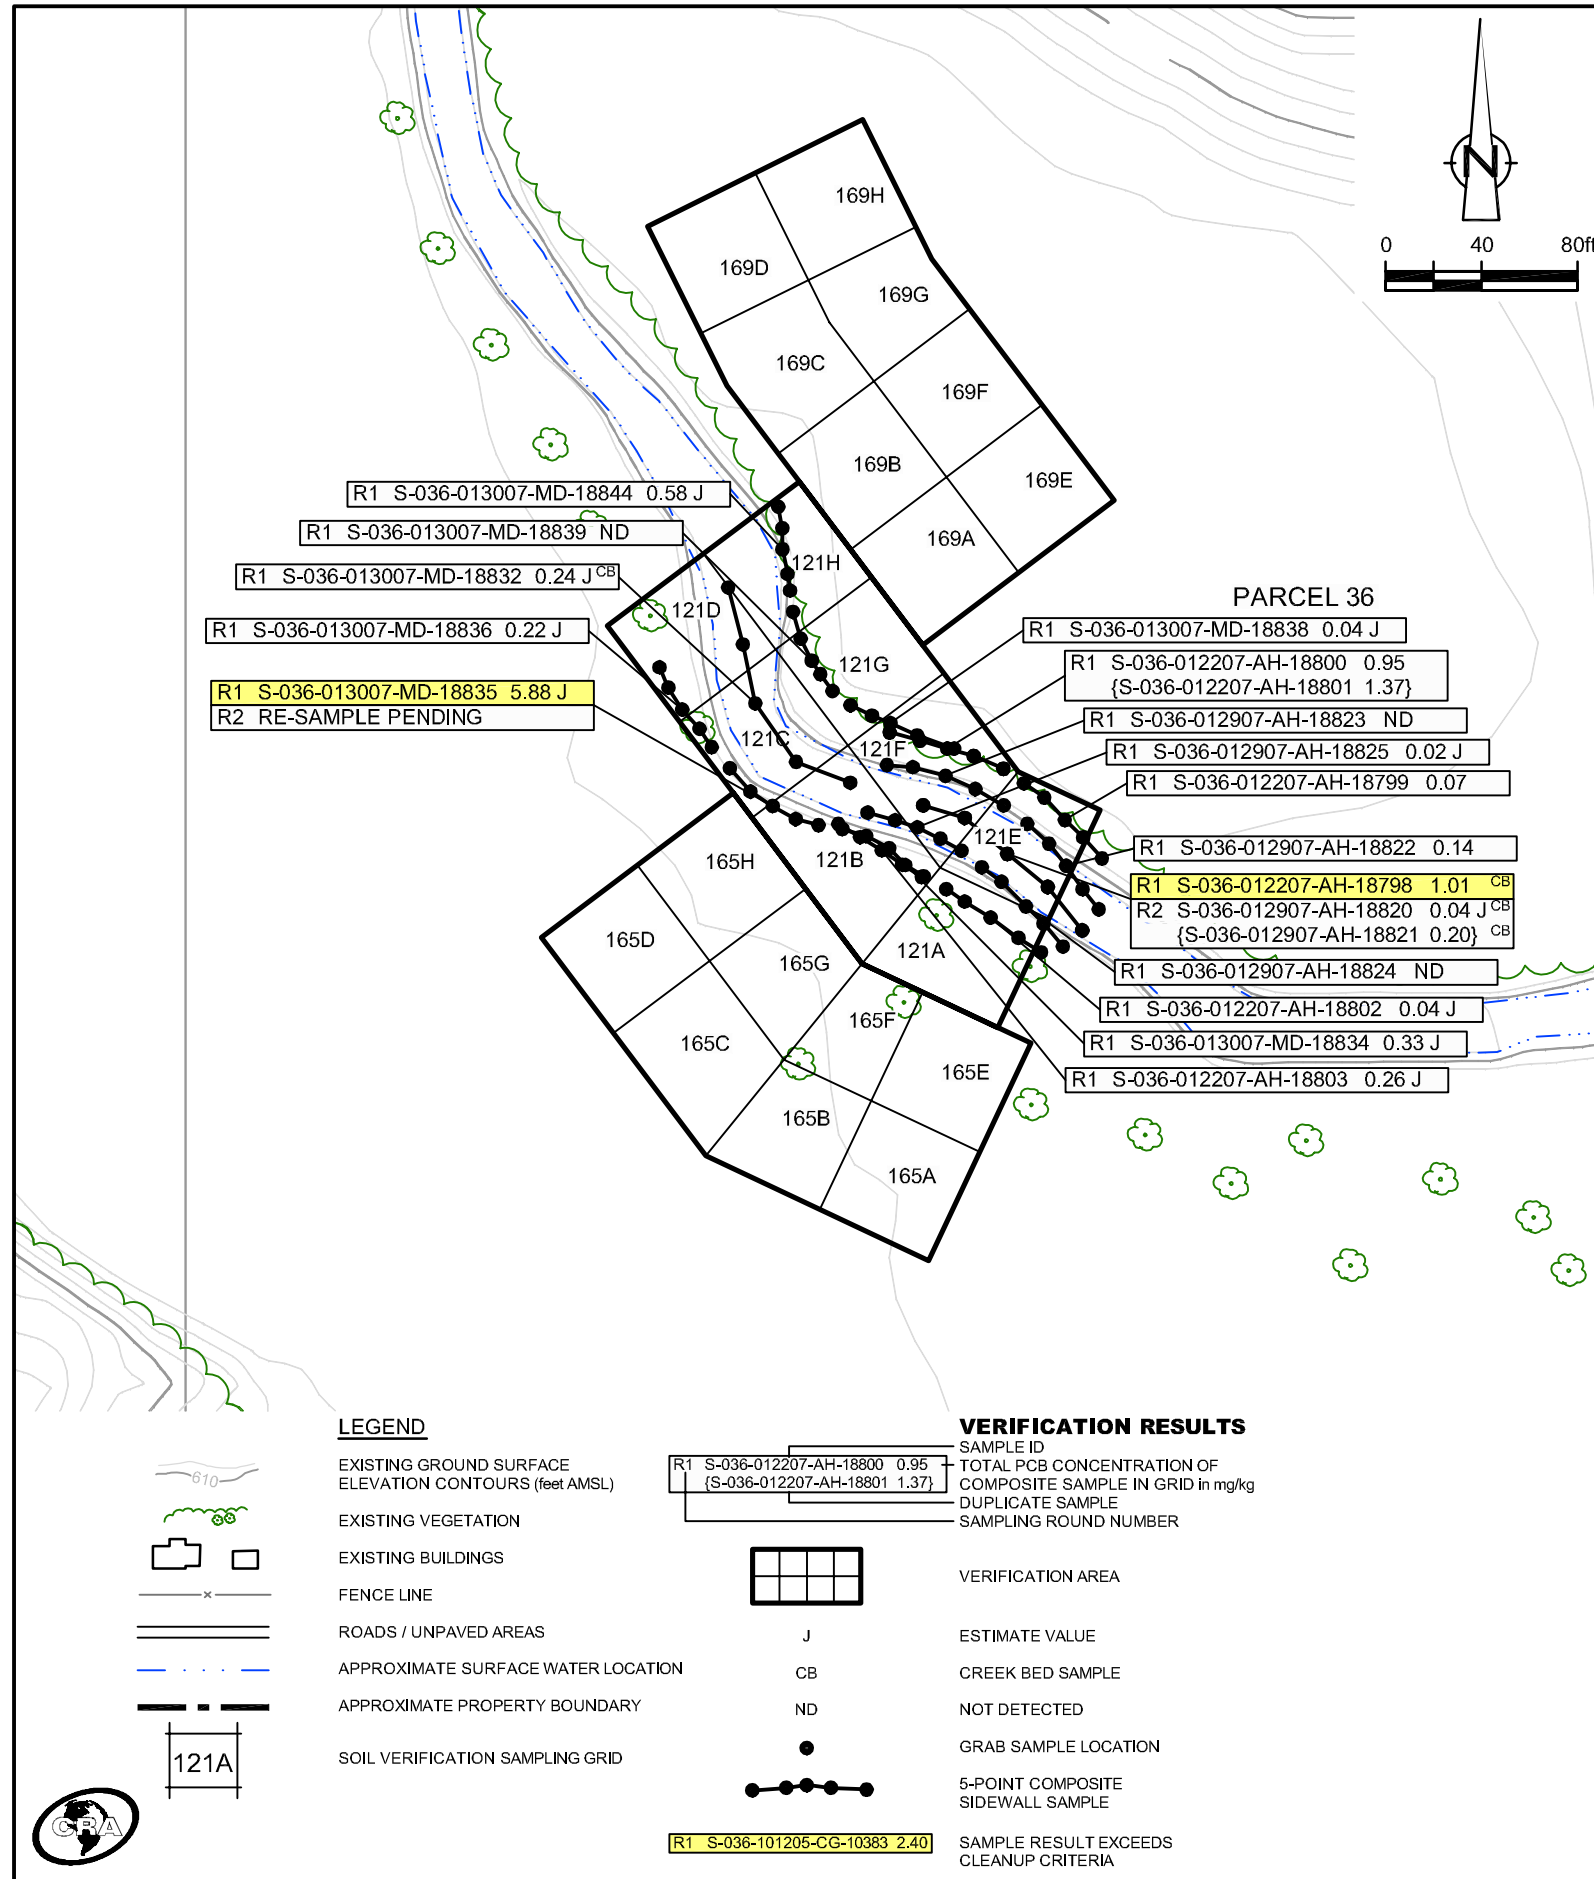 N
0 40 80ft
169H
169D
169G
169C
169F
169B
169E
169A
R1 S-036-013007-MD-18844 0.58 J
R1 S-036-013007-MD-18839 ND
R1 S-036-013007-MD-18832 0.24 J CB
R1 S-036-013007-MD-18836 0.22 J
R1 S-036-013007-MD-18835 5.88 J
R2 RE-SAMPLE PENDING
121H
121D
121G
121C
121F
121E
121B
121A
PARCEL 36
R1 S-036-013007-MD-18838 0.04 J
R1 S-036-012207-AH-18800 0.95
{S-036-012207-AH-18801 1.37}
R1 S-036-012907-AH-18823 ND
R1 S-036-012907-AH-18825 0.02 J
R1 S-036-012207-AH-18799 0.07
R1 S-036-012907-AH-18822 0.14
R1 S-036-012207-AH-18798 1.01 CB
R2 S-036-012907-AH-18820 0.04 J CB
{S-036-012907-AH-18821 0.20} CB
R1 S-036-012907-AH-18824 ND
R1 S-036-012207-AH-18802 0.04 J
R1 S-036-013007-MD-18834 0.33 J
R1 S-036-012207-AH-18803 0.26 J
165H
165D
165G
165F
165C
165E
165B
165A
LEGEND
610
EXISTING GROUND SURFACE
ELEVATION CONTOURS (feet AMSL)
EXISTING VEGETATION
EXISTING BUILDINGS
x
FENCE LINE
ROADS / UNPAVED AREAS
APPROXIMATE SURFACE WATER LOCATION
APPROXIMATE PROPERTY BOUNDARY
121A
SOIL VERIFICATION SAMPLING GRID
CRA
VERIFICATION RESULTS
R1 S-036-012207-AH-18800 0.95
{S-036-012207-AH-18801 1.37}
SAMPLE ID
TOTAL PCB CONCENTRATION OF
COMPOSITE SAMPLE IN GRID in mg/kg
DUPLICATE SAMPLE
SAMPLING ROUND NUMBER
VERIFICATION AREA
J ESTIMATE VALUE
CB CREEK BED SAMPLE
ND NOT DETECTED
GRAB SAMPLE LOCATION
5-POINT COMPOSITE
SIDEWALL SAMPLE
R1 S-036-101205-CG-10383 2.40
SAMPLE RESULT EXCEEDS
CLEANUP CRITERIA